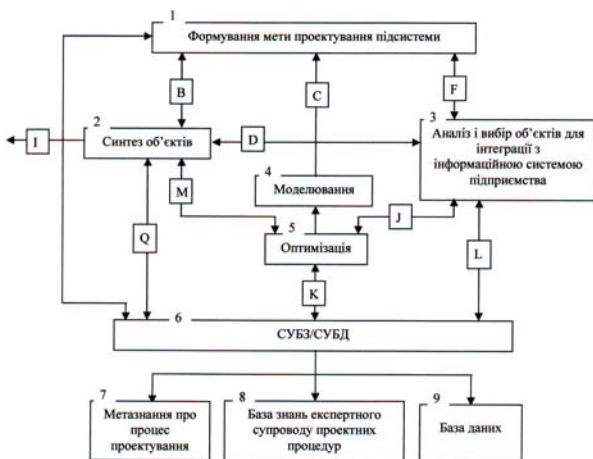 1
Формування мети проектування підсистеми
B
C
F
2
Синтез об’єктів
I
D
3
Аналіз і вибір об’єктів для
інтеграції з
інформаційною системою
підприємства
4
Моделювання
M
J
5
Оптимізація
Q
L
K
6
СУБЗ/СУБД
7
Метазнання про
процес
проектування
8
База знань експертного
супроводу проектних
процедур
9
База даних